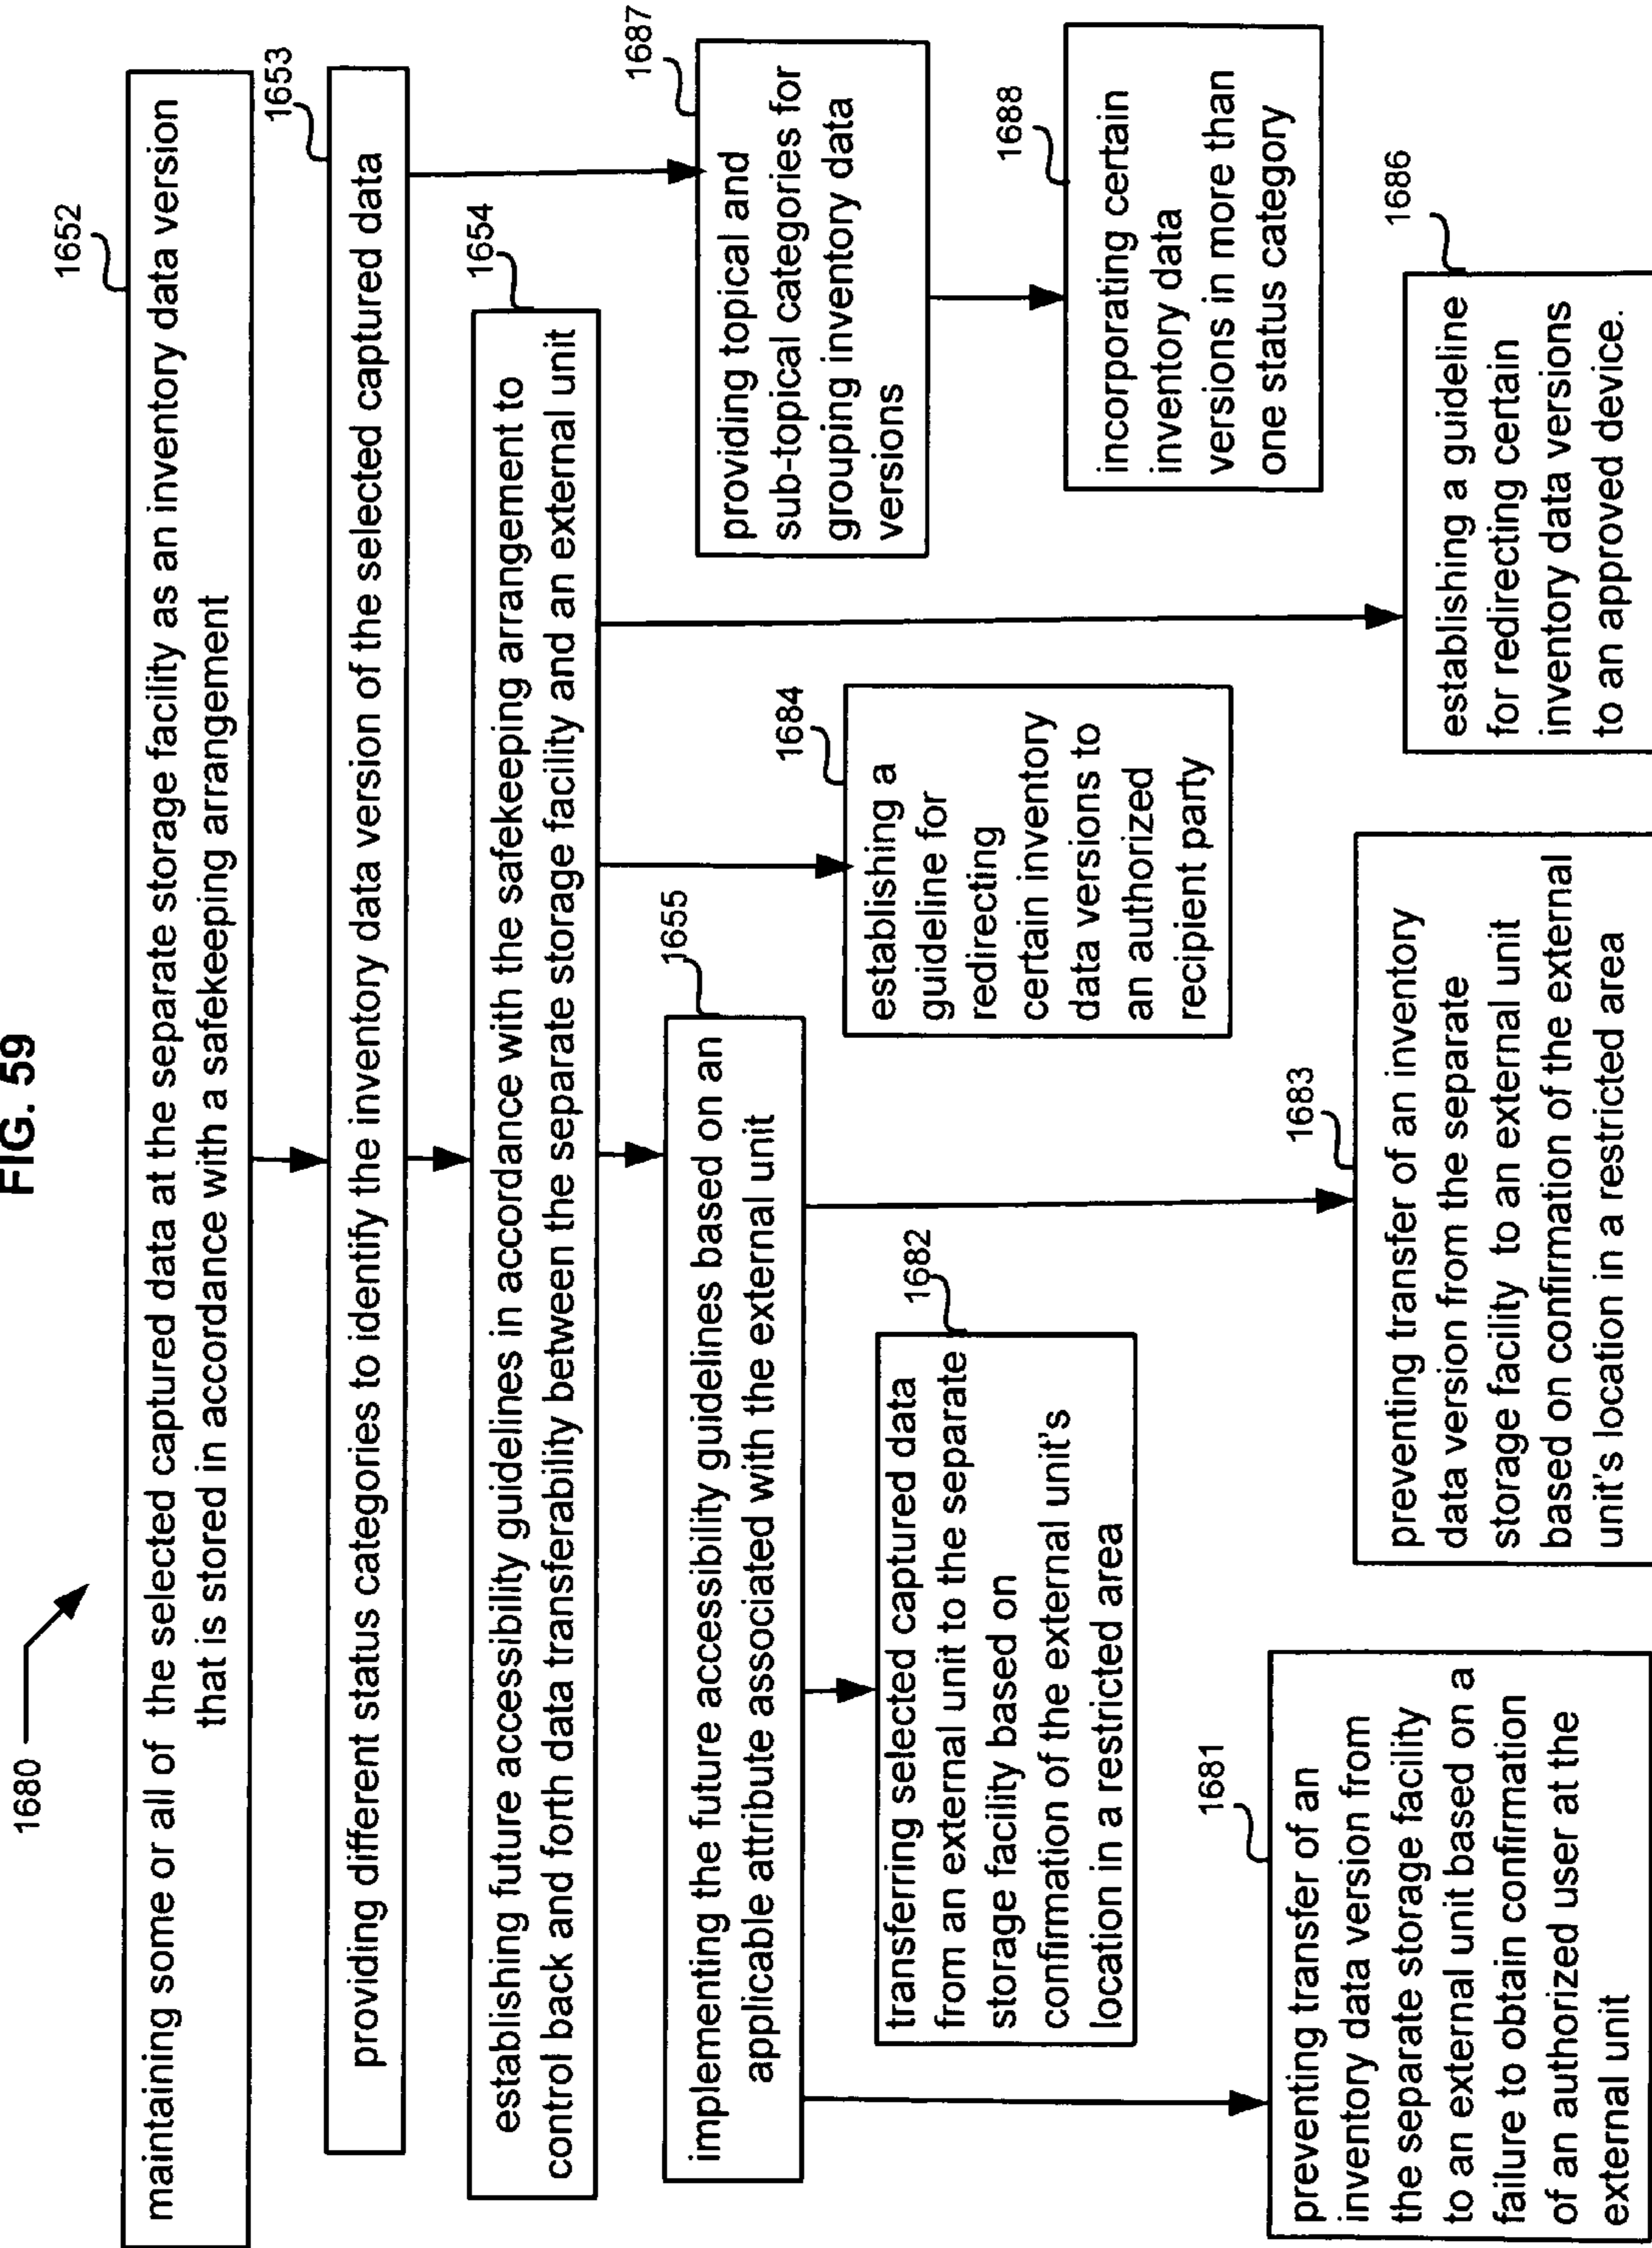 FIG. 59
1680
1652
maintaining some or all of the selected captured data at the separate storage facility as an inventory data version
that is stored in accordance with a safekeeping arrangement
1653
providing different status categories to identify the inventory data version of the selected captured data
1654
establishing future accessibility guidelines in accordance with the safekeeping arrangement to
control back and forth data transferability between the separate storage facility and an external unit
1655
implementing the future accessibility guidelines based on an
applicable attribute associated with the external unit
1687
providing topical and
sub-topical categories for
grouping inventory data
versions
1684
establishing a
guideline for
redirecting
certain inventory
data versions to
an authorized
recipient party
1682
transferring selected captured data
from an external unit to the separate
storage facility based on
confirmation of the external unit's
location in a restricted area
1688
incorporating certain
inventory data
versions in more than
one status category
1681
preventing transfer of an
inventory data version from
the separate storage facility
to an external unit based on a
failure to obtain confirmation
of an authorized user at the
external unit
1683
preventing transfer of an inventory
data version from the separate
storage facility to an external unit
based on confirmation of the external
unit's location in a restricted area
1686
establishing a guideline
for redirecting certain
inventory data versions
to an approved device.